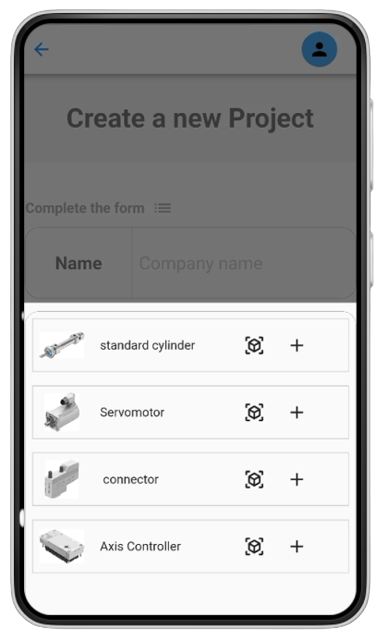 Create a new Project
Complete the form
Name Company name
standard cylinder
Servomotor
connector
Axis Controller